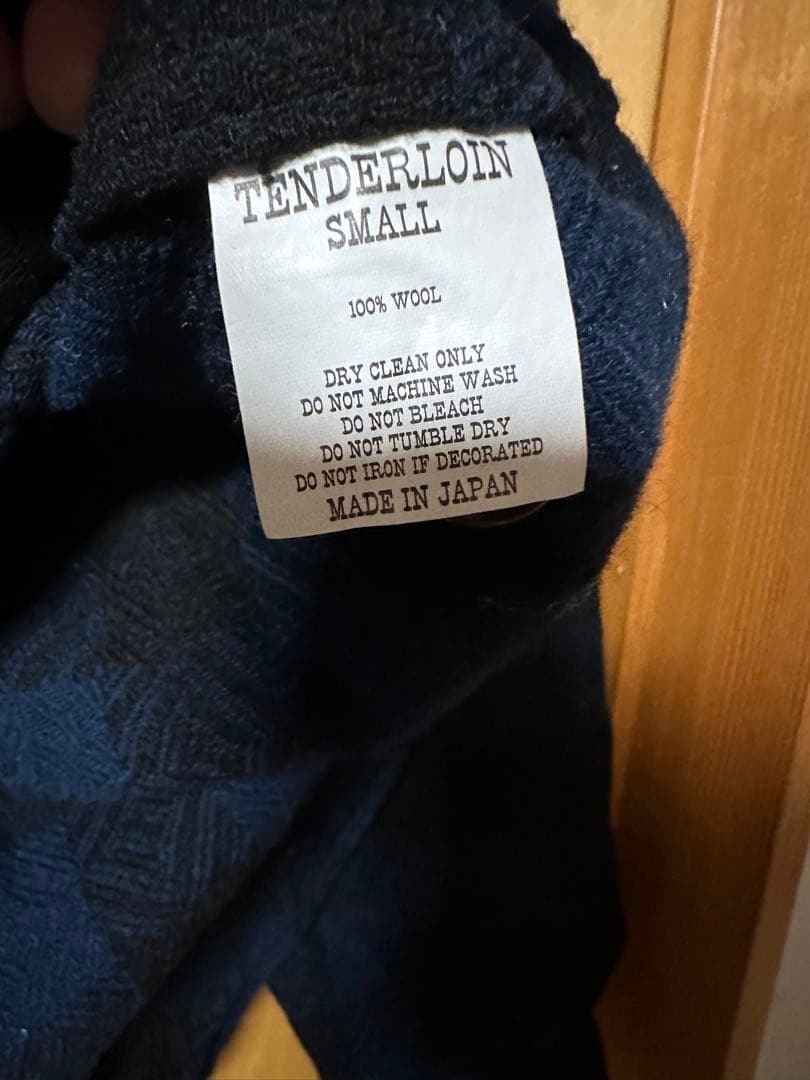 TENDERLOIN
SMALL
100% WOOL
DRY CLEAN ONLY
DO NOT MACHINE WASH
DO NOT BLEACH
DO NOT TUMBLE DRY
DO NOT IRON IF DECORATED
MADE IN JAPAN